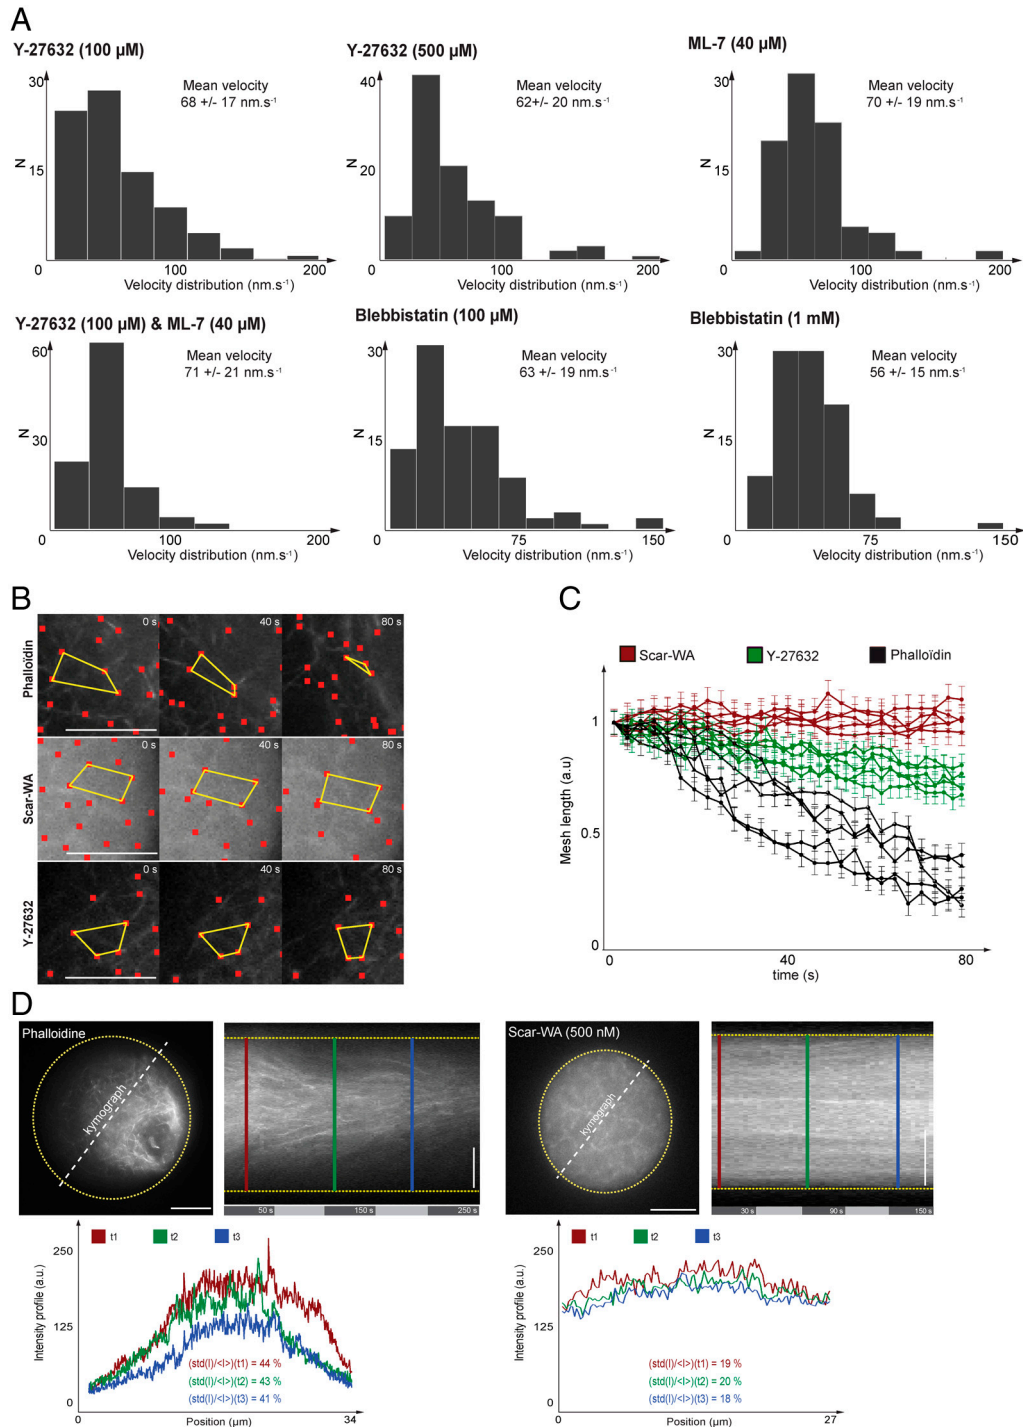 A
Y-27632 (100 µM)
Mean velocity
68 +/- 17 nm.s⁻¹
30
15
0
N
100
200
Velocity distribution (nm.s⁻¹)
Y-27632 (500 µM)
Mean velocity
62+/- 20 nm.s⁻¹
40
20
0
N
100
200
Velocity distribution (nm.s⁻¹)
ML-7 (40 µM)
Mean velocity
70 +/- 19 nm.s⁻¹
30
15
0
N
100
200
Velocity distribution (nm.s⁻¹)
Y-27632 (100 µM) & ML-7 (40 µM)
Mean velocity
71 +/- 21 nm.s⁻¹
60
30
0
N
100
200
Velocity distribution (nm.s⁻¹)
Blebbistatin (100 µM)
Mean velocity
63 +/- 19 nm.s⁻¹
30
15
0
N
75
150
Velocity distribution (nm.s⁻¹)
Blebbistatin (1 mM)
Mean velocity
56 +/- 15 nm.s⁻¹
30
15
0
N
75
150
Velocity distribution (nm.s⁻¹)
B
Phalloïdin
0 s
40 s
80 s
Scar-WA
0 s
40 s
80 s
Y-27632
0 s
40 s
80 s
C
Scar-WA
Y-27632
Phalloïdin
Mesh length (a.u)
1
0.5
0
0
40
80
time (s)
D
Phalloidine
kymograph
50 s
150 s
250 s
Scar-WA (500 nM)
kymograph
30 s
90 s
150 s
t1
t2
t3
Intensity profile (a.u.)
250
125
0
(std(I)/<I>)(t1) = 44 %
(std(I)/<I>)(t2) = 43 %
(std(I)/<I>)(t3) = 41 %
0
Position (µm)
34
t1
t2
t3
Intensity profile (a.u.)
250
125
0
(std(I)/<I>)(t1) = 19 %
(std(I)/<I>)(t2) = 20 %
(std(I)/<I>)(t3) = 18 %
0
Position (µm)
27